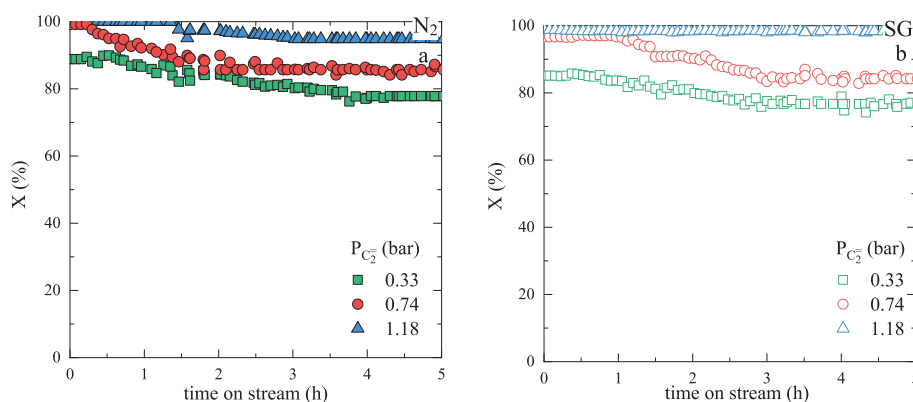 100
80
60
40
20
0
X (%)
N2
a
P C2= (bar)
0.33
0.74
1.18
0 1 2 3 4 5
time on stream (h)
100
80
60
40
20
0
X (%)
SG
b
P C2= (bar)
0.33
0.74
1.18
0 1 2 3 4
time on stream (h)